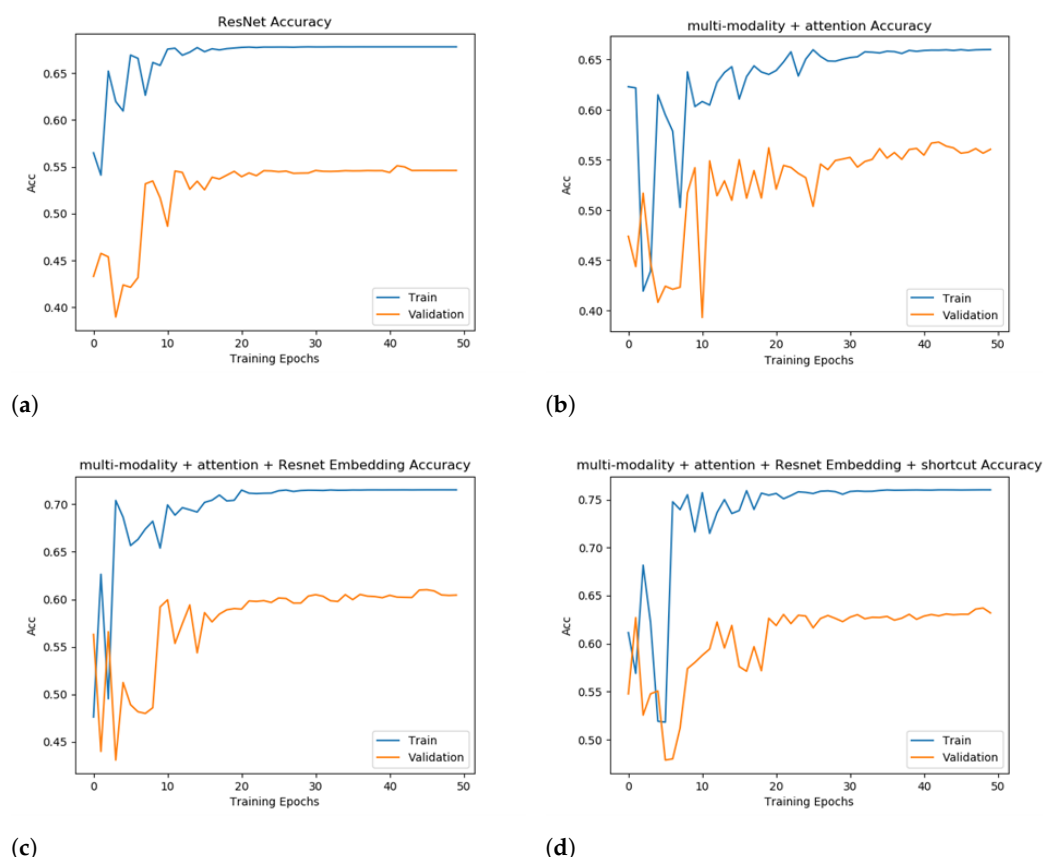 ResNet Accuracy
0.65
0.60
0.55
0.50
0.45
0.40
Acc
0 10 20 30 40 50
Training Epochs
Train
Validation
(a)
multi-modality + attention Accuracy
0.65
0.60
0.55
0.50
0.45
0.40
Acc
0 10 20 30 40 50
Training Epochs
Train
Validation
(b)
multi-modality + attention + Resnet Embedding Accuracy
0.70
0.65
0.60
0.55
0.50
0.45
Acc
0 10 20 30 40 50
Training Epochs
Train
Validation
(c)
multi-modality + attention + Resnet Embedding + shortcut Accuracy
0.75
0.70
0.65
0.60
0.55
0.50
Acc
0 10 20 30 40 50
Training Epochs
Train
Validation
(d)